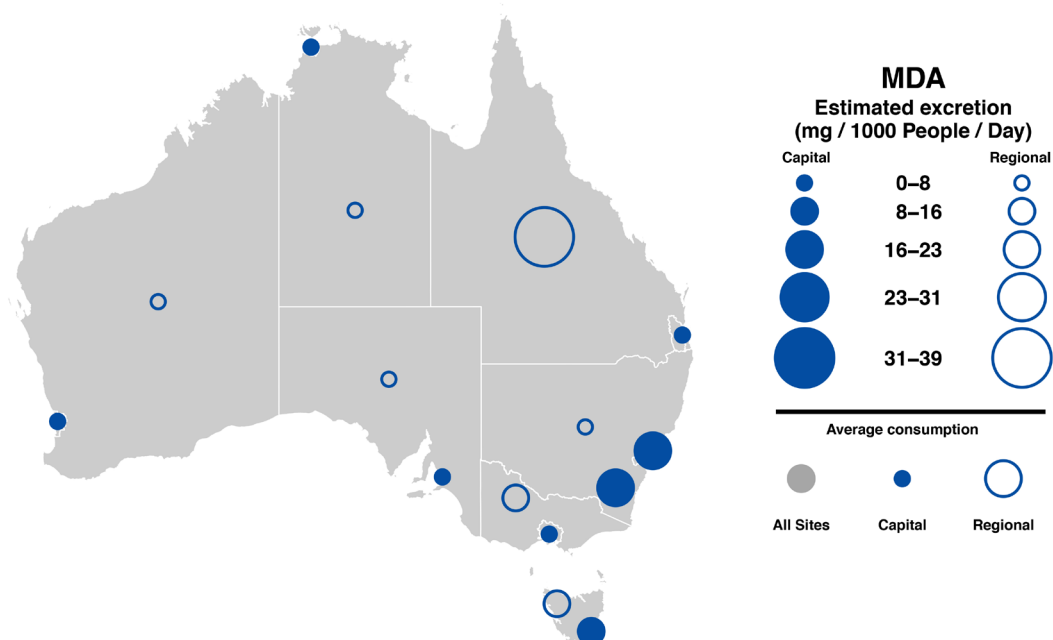 MDA
Estimated excretion
(mg / 1000 People / Day)
Capital Regional
0–8
8–16
16–23
23–31
31–39
Average consumption
All Sites Capital Regional